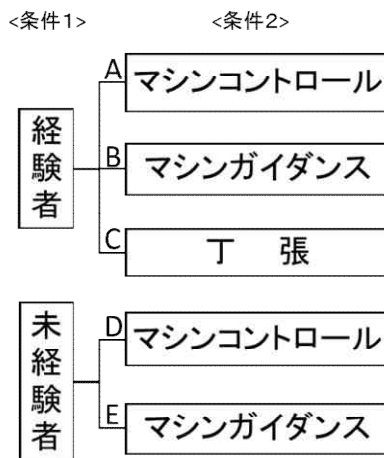 <条件1> <条件2>
経験者
A マシンコントロール
B マシンガイダンス
C 丁 張
未経験者
D マシンコントロール
E マシンガイダンス